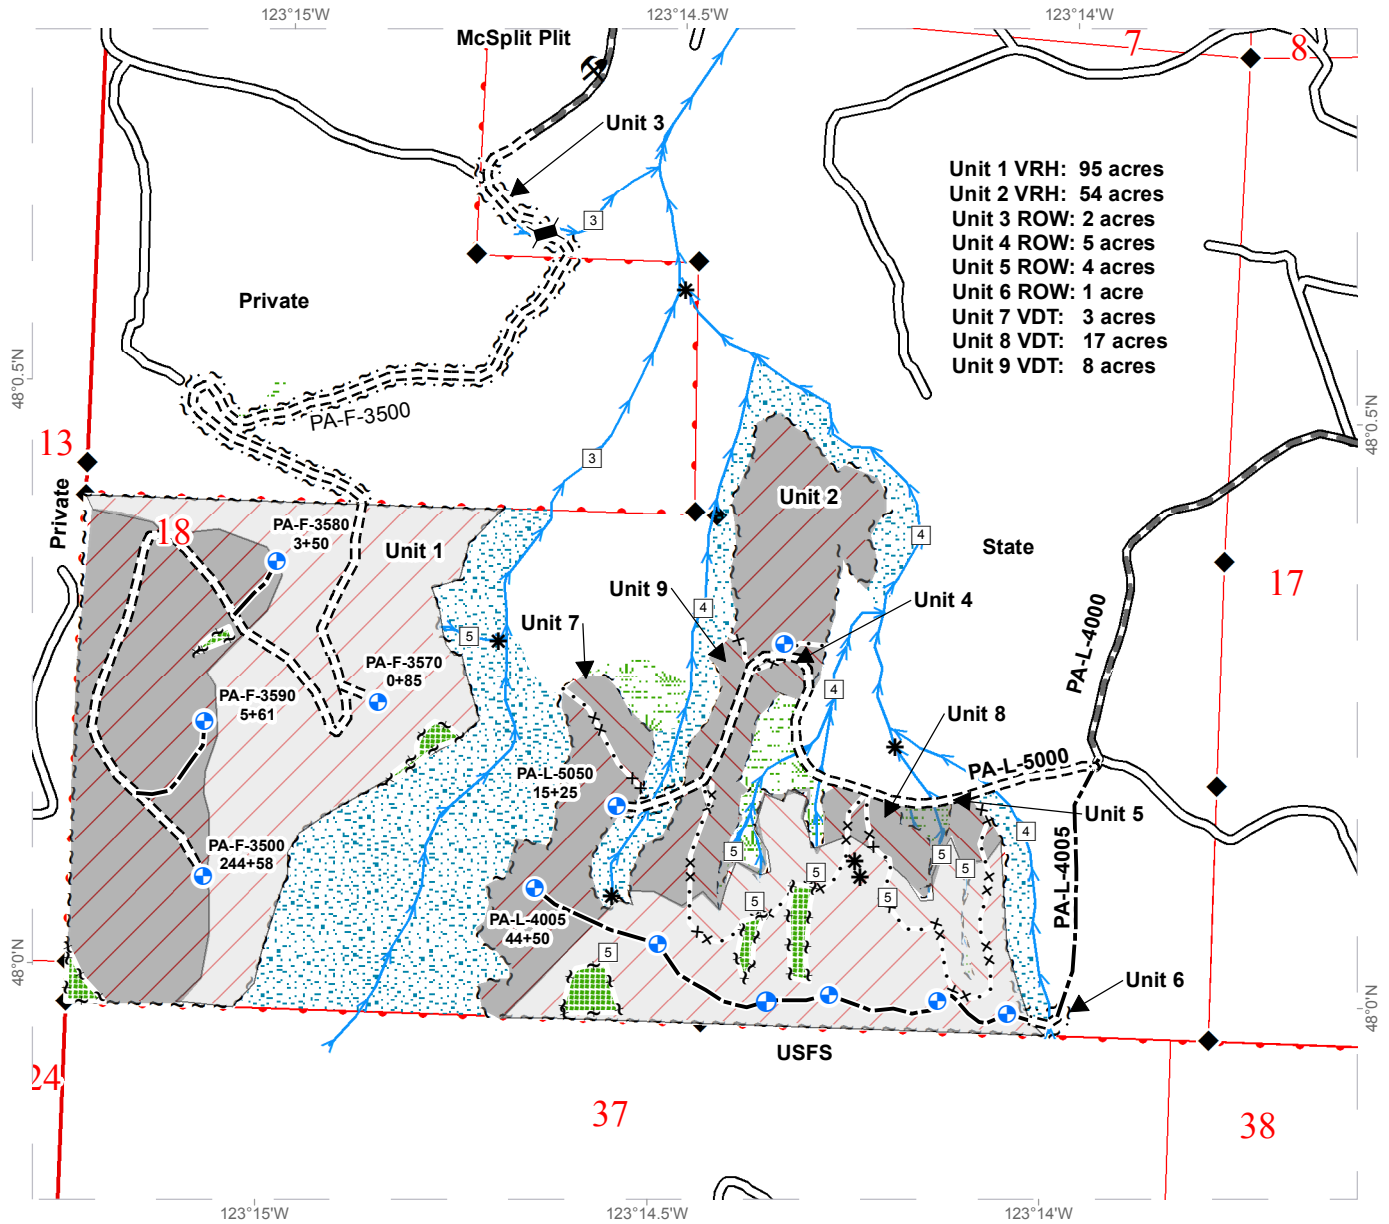 123°15'W
123°14.5'W
123°14'W
McSplit Plit
7
8
Unit 3
Unit 1 VRH: 95 acres
Unit 2 VRH: 54 acres
Unit 3 ROW: 2 acres
Unit 4 ROW: 5 acres
Unit 5 ROW: 4 acres
Unit 6 ROW: 1 acre
Unit 7 VDT: 3 acres
Unit 8 VDT: 17 acres
Unit 9 VDT: 8 acres
3
Private
48°0.5'N
48°0.5'N
PA-F-3500
13
3
Private
Unit 2
18
PA-F-3580
3+50
Unit 1
4
State
17
Unit 9
Unit 4
4
Unit 7
5
PA-L-4000
PA-F-3570
0+85
4
PA-F-3590
5+61
Unit 8
PA-L-5050
15+25
PA-L-5000
Unit 5
4
PA-F-3500
244+58
5
5
5
5
5
5
PA-L-4005
PA-L-4005
44+50
5
48°0'N
48°0'N
Unit 6
USFS
24
37
38
123°15'W
123°14.5'W
123°14'W